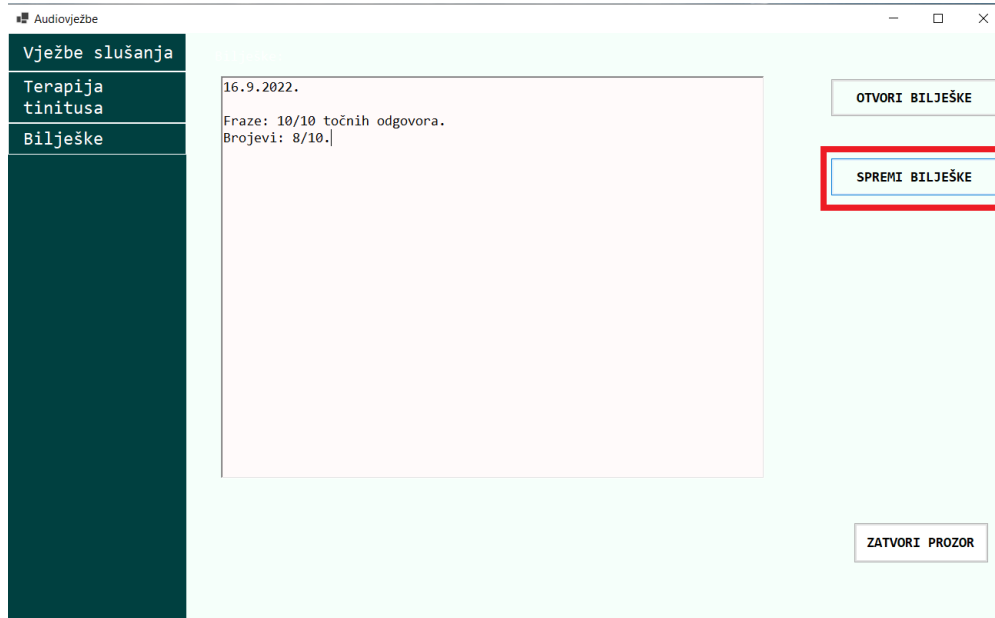 Audiovježbe
Vježbe slušanja
Terapija
tinitusa
Bilješke
16.9.2022.
Fraze: 10/10 točnih odgovora.
Brojevi: 8/10.
OTVORI BILJEŠKE
SPREMI BILJEŠKE
ZATVORI PROZOR